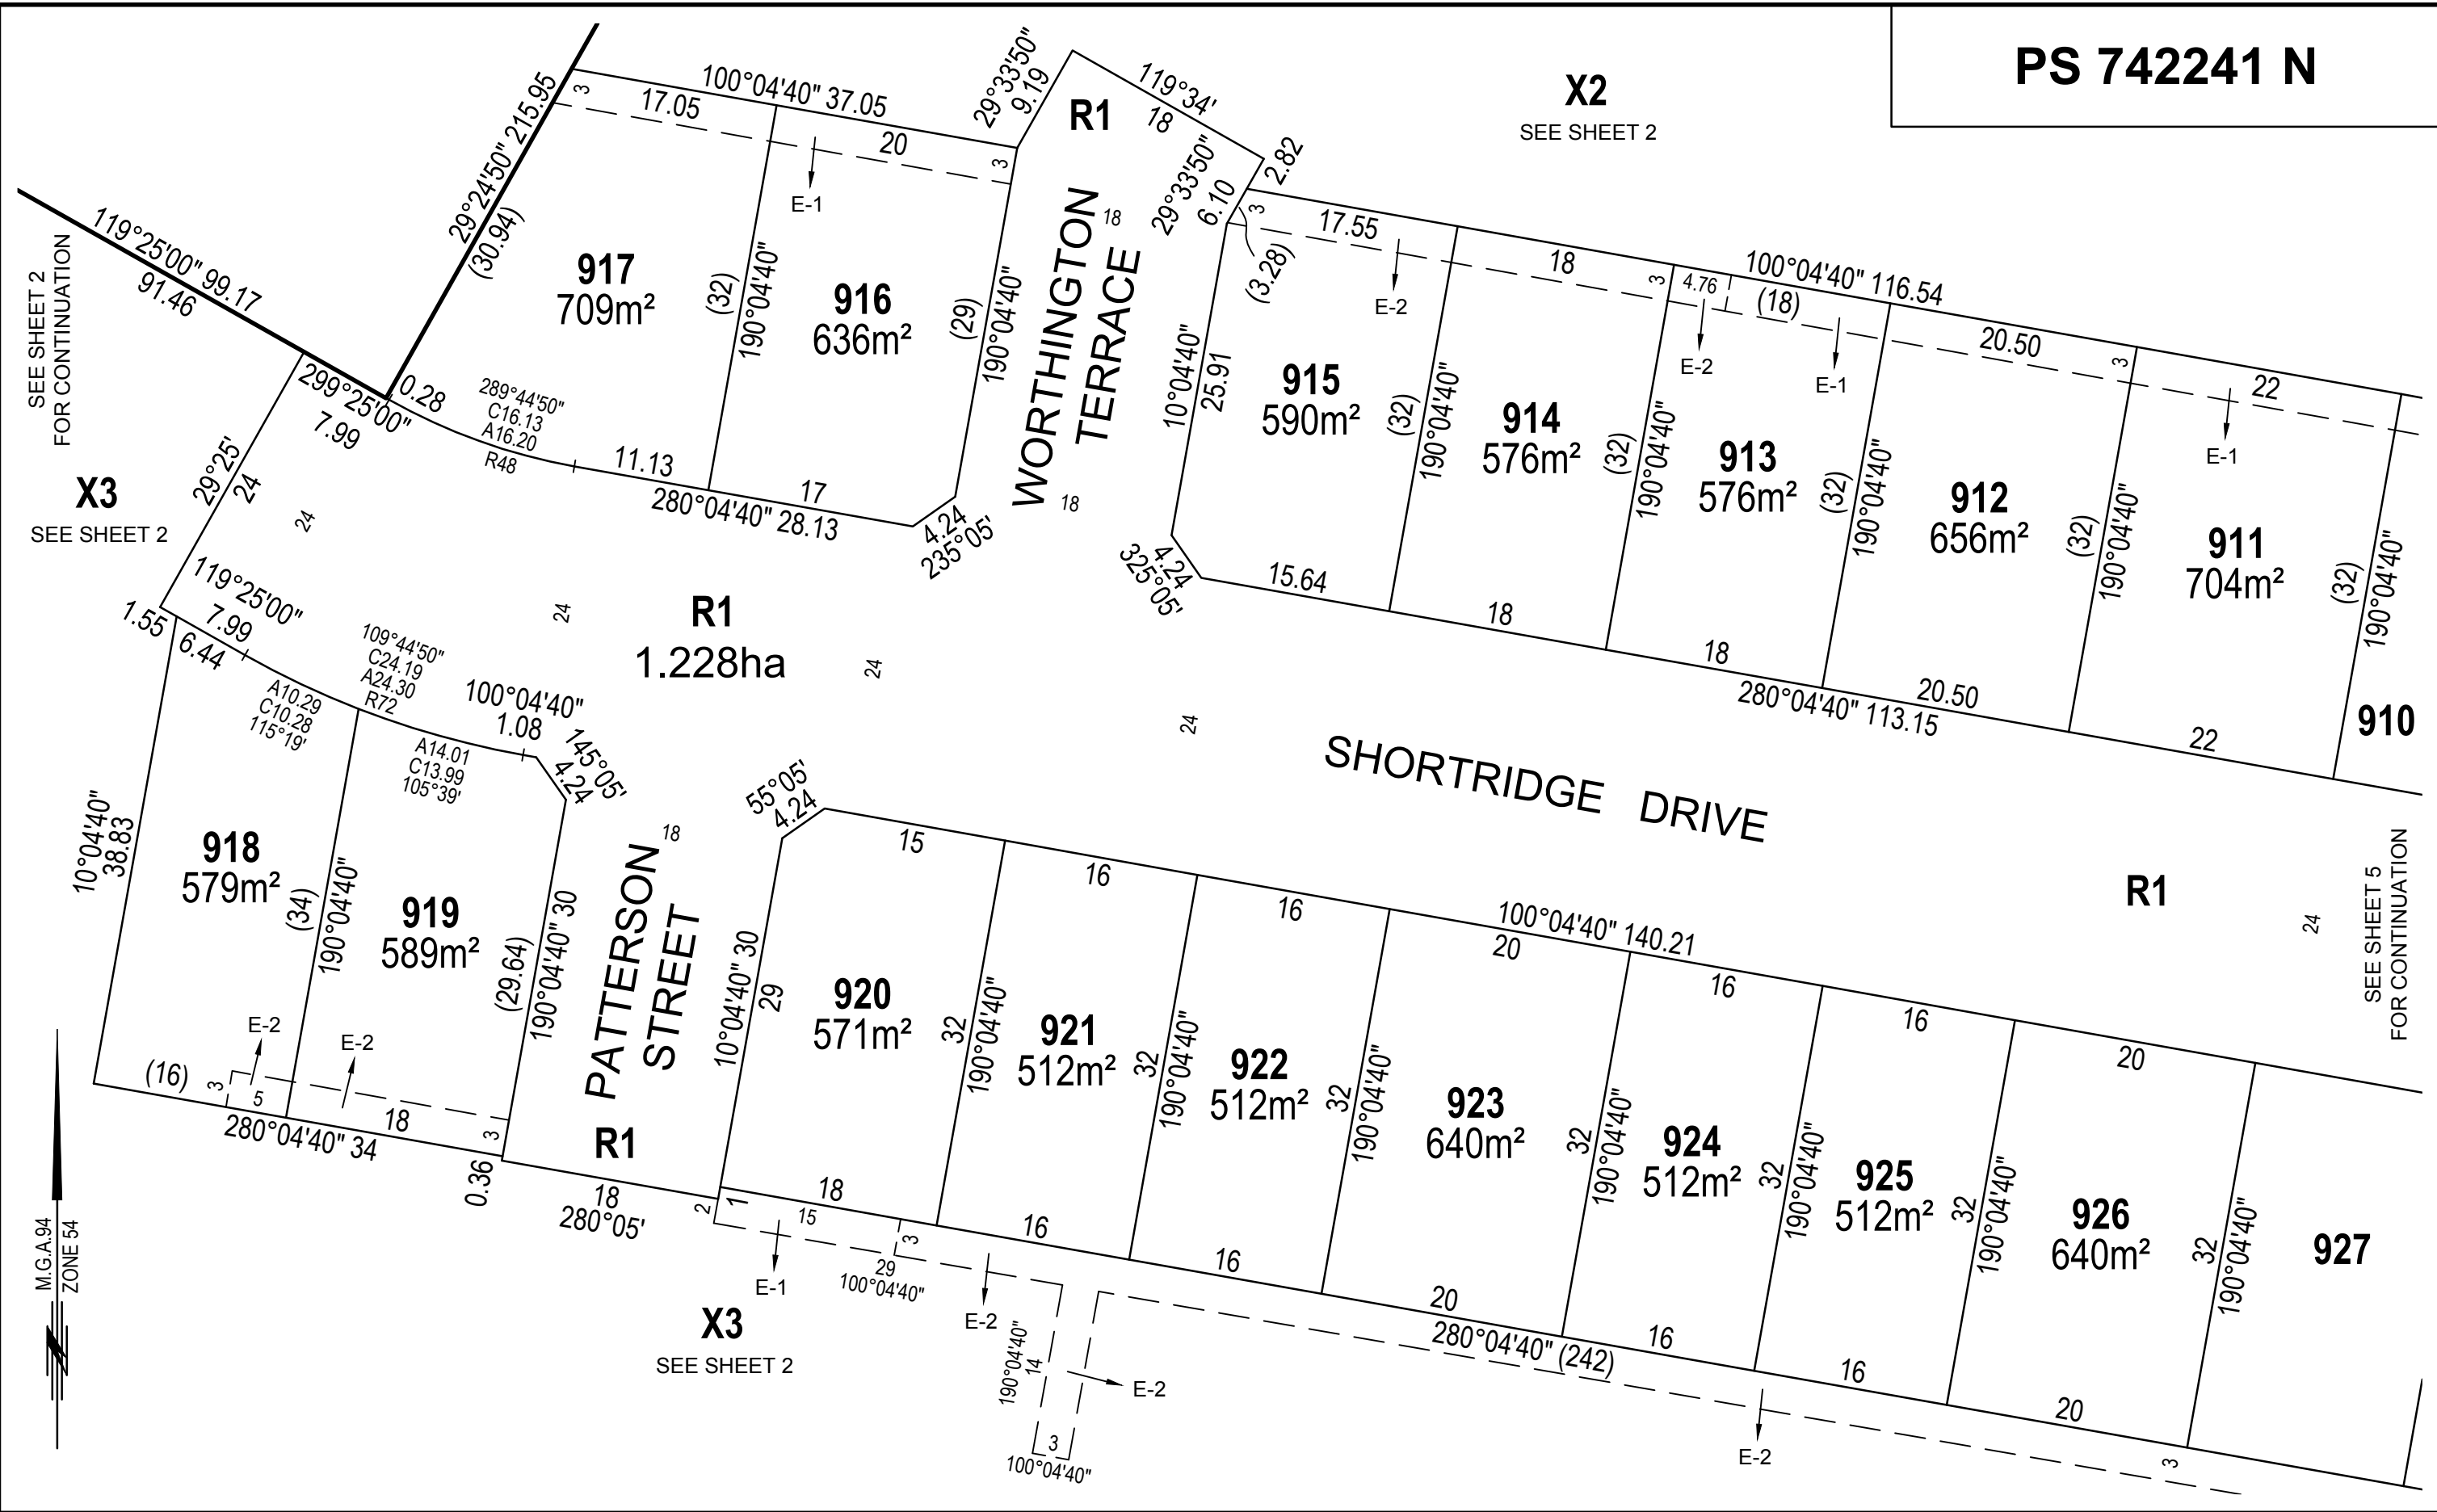 PS 742241 N
X2
SEE SHEET 2
100°04'40" 37.05
17.05
20
3
3
29°33'50"
9.19
R1
119°34'
18
2.82
29°33'50"
6.10
29°24'50" 215.95
(30.94)
E-1
917
709m²
(32)
190°04'40"
916
636m²
(29)
190°04'40"
WORTHINGTON
TERRACE
18
18
3
17.55
(3.28)
E-2
18
3
4.76
(18)
100°04'40" 116.54
E-2
E-1
20.50
3
22
E-1
119°25'00" 99.17
91.46
SEE SHEET 2
FOR CONTINUATION
299°25'00"
7.99
0.28
289°44'50"
C16.13
A16.20
R48
11.13
17
280°04'40" 28.13
4.24
235°05'
10°04'40"
25.91
915
590m²
(32)
190°04'40"
914
576m²
(32)
190°04'40"
913
576m²
(32)
190°04'40"
912
656m²
(32)
190°04'40"
911
704m²
(32)
190°04'40"
910
X3
SEE SHEET 2
29°25'
24
24
4.24
325°05'
15.64
18
18
20.50
280°04'40" 113.15
22
119°25'00"
7.99
1.55
6.44
24
R1
1.228ha
24
24
109°44'50"
C24.19
A24.30
R72
A10.29
C10.28
115°19'
100°04'40"
1.08
A14.01
C13.99
105°39'
145°05'
4.24
55°05'
4.24
SHORTRIDGE DRIVE
R1
24
SEE SHEET 5
FOR CONTINUATION
10°04'40"
38.83
918
579m²
(34)
190°04'40"
919
589m²
(29.64)
190°04'40" 30
PATTERSON
STREET
18
R1
10°04'40" 30
29
15
16
16
20
100°04'40" 140.21
16
16
20
920
571m²
32
190°04'40"
921
512m²
32
190°04'40"
922
512m²
32
190°04'40"
923
640m²
32
190°04'40"
924
512m²
32
190°04'40"
925
512m²
32
190°04'40"
926
640m²
32
190°04'40"
927
E-2
E-2
(16)
3
5
18
3
280°04'40" 34
0.36
18
280°05'
2
1
18
15
3
29
100°04'40"
E-1
E-2
16
16
20
280°04'40" (242)
16
16
20
190°04'40"
14
E-2
3
100°04'40"
E-2
3
X3
SEE SHEET 2
M.G.A.94
ZONE 54